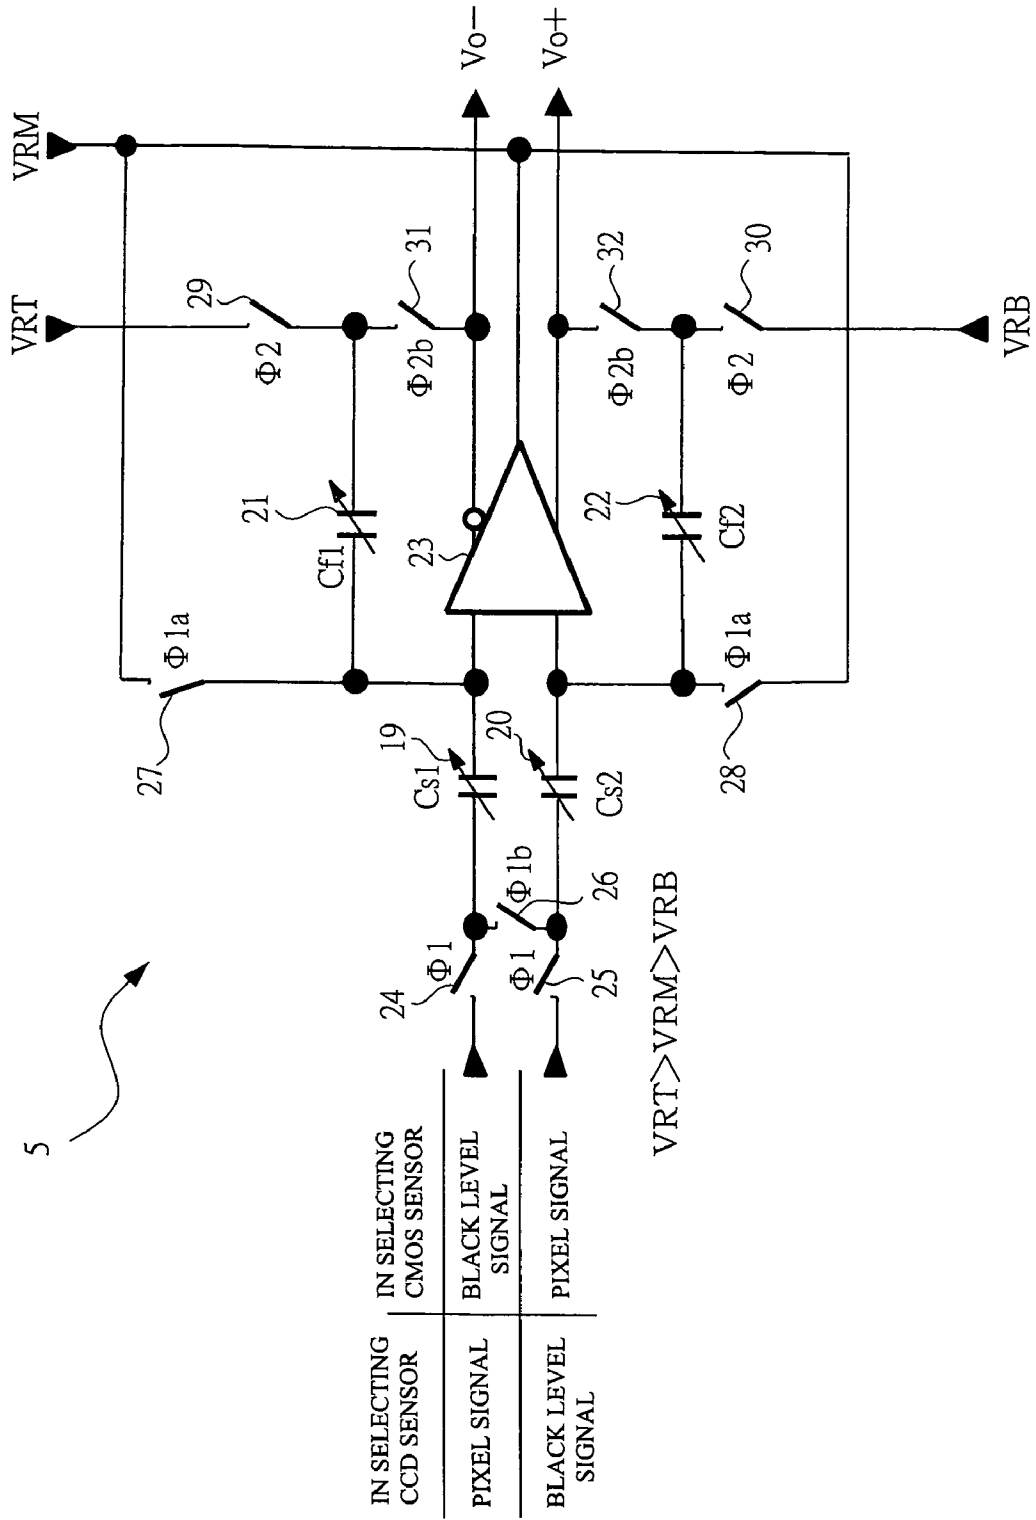 5
VRT
VRM
27
Φ1a
29
Φ2
21
Cf1
31
Φ2b
IN SELECTING
CCD SENSOR
IN SELECTING
CMOS SENSOR
PIXEL SIGNAL
BLACK LEVEL
SIGNAL
24
Φ1
19
Cs1
23
Vo−
BLACK LEVEL
SIGNAL
PIXEL SIGNAL
Φ1b
26
Φ1
25
20
Cs2
Vo+
VRT>VRM>VRB
28
Φ1a
22
Cf2
32
Φ2b
30
Φ2
VRB